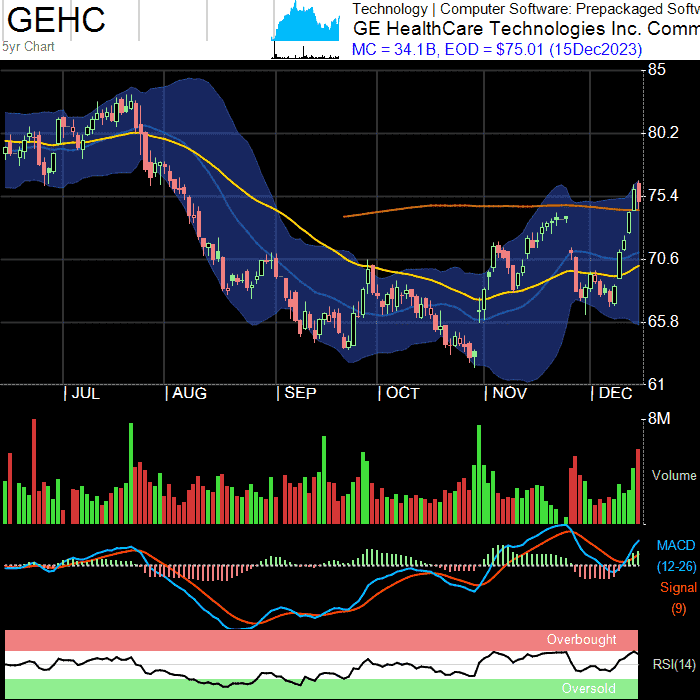 GEHC
5yr Chart
Technology | Computer Software: Prepackaged Softw
GE HealthCare Technologies Inc. Comm
MC = 34.1B, EOD = $75.01 (15Dec2023)
85
80.2
75.4
70.6
65.8
61
| JUL | AUG | SEP | OCT | NOV | DEC
8M
Volume
MACD
(12-26)
Signal
(9)
Overbought
RSI(14)
Oversold